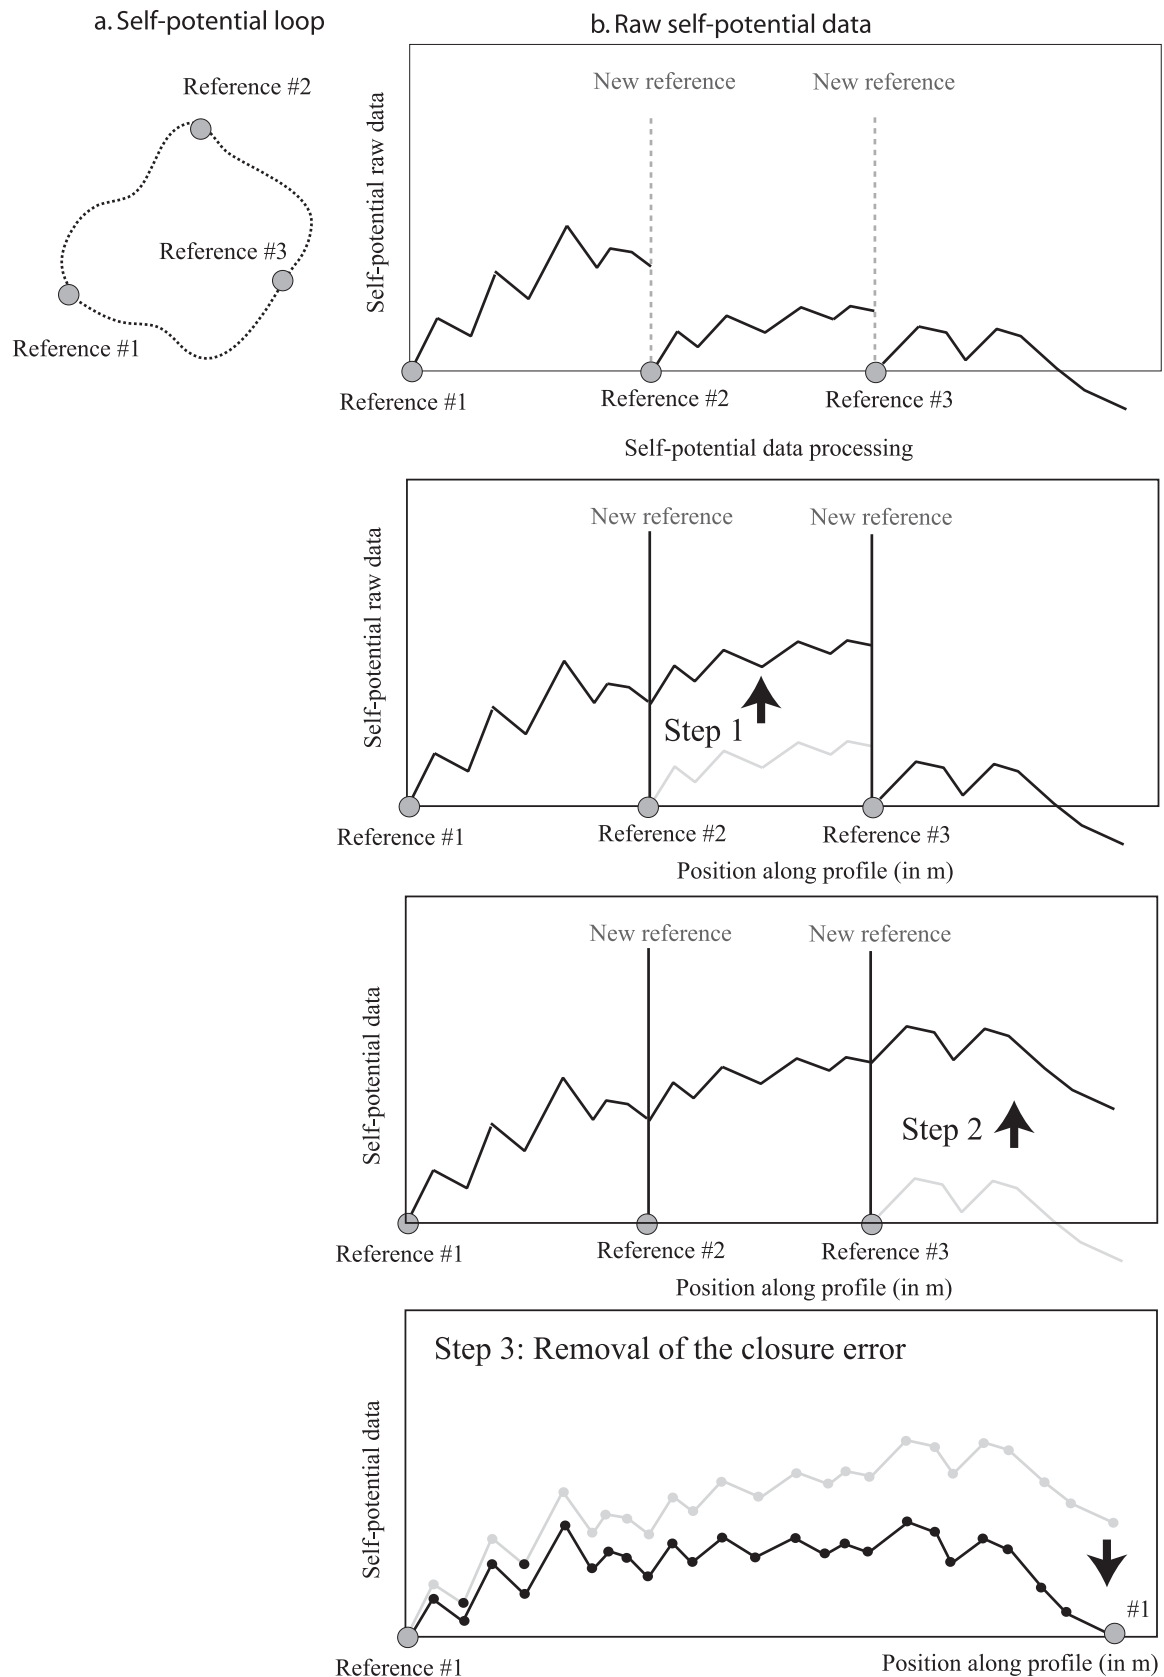 a. Self-potential loop
b. Raw self-potential data
Reference #2
Reference #3
Reference #1
New reference
New reference
Self-potential raw data
Reference #1
Reference #2
Reference #3
Self-potential data processing
New reference
New reference
Self-potential raw data
Step 1
Reference #1
Reference #2
Reference #3
Position along profile (in m)
New reference
New reference
Self-potential data
Step 2
Reference #1
Reference #2
Reference #3
Position along profile (in m)
Step 3: Removal of the closure error
Self-potential data
#1
Reference #1
Position along profile (in m)